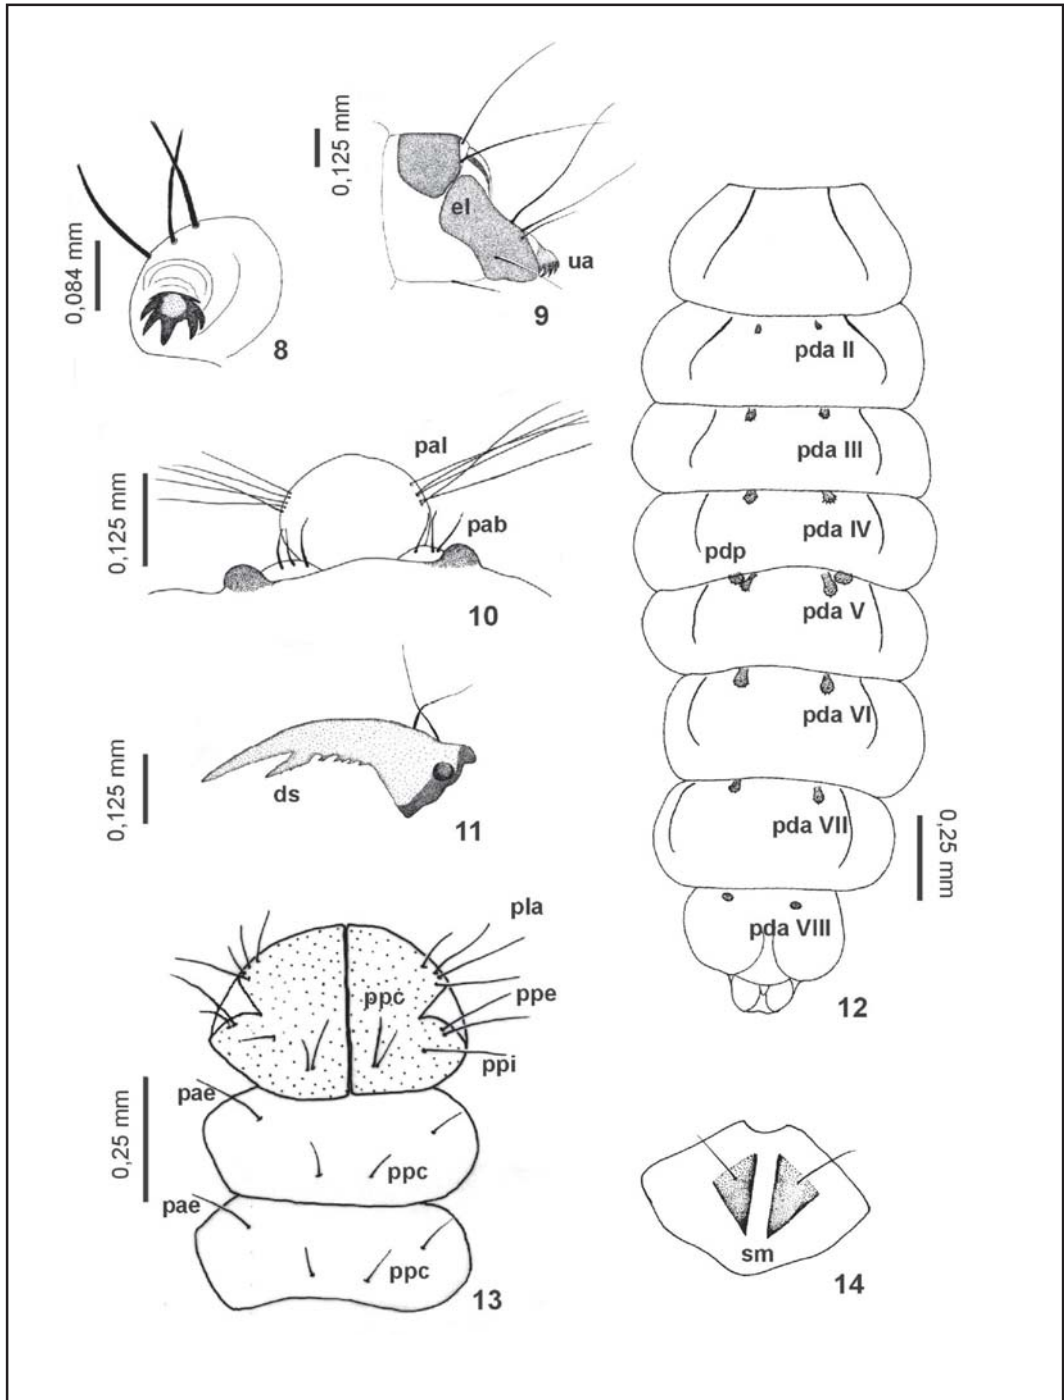 0,084 mm
8
0,125 mm
el
ua
9
pal
pab
0,125 mm
10
ds
0,125 mm
11
pda II
pda III
pda IV
pdp
pda V
pda VI
pda VII
pda VIII
0,25 mm
12
pla
ppc
ppe
ppi
pae
ppc
pae
ppc
0,25 mm
13
sm
14